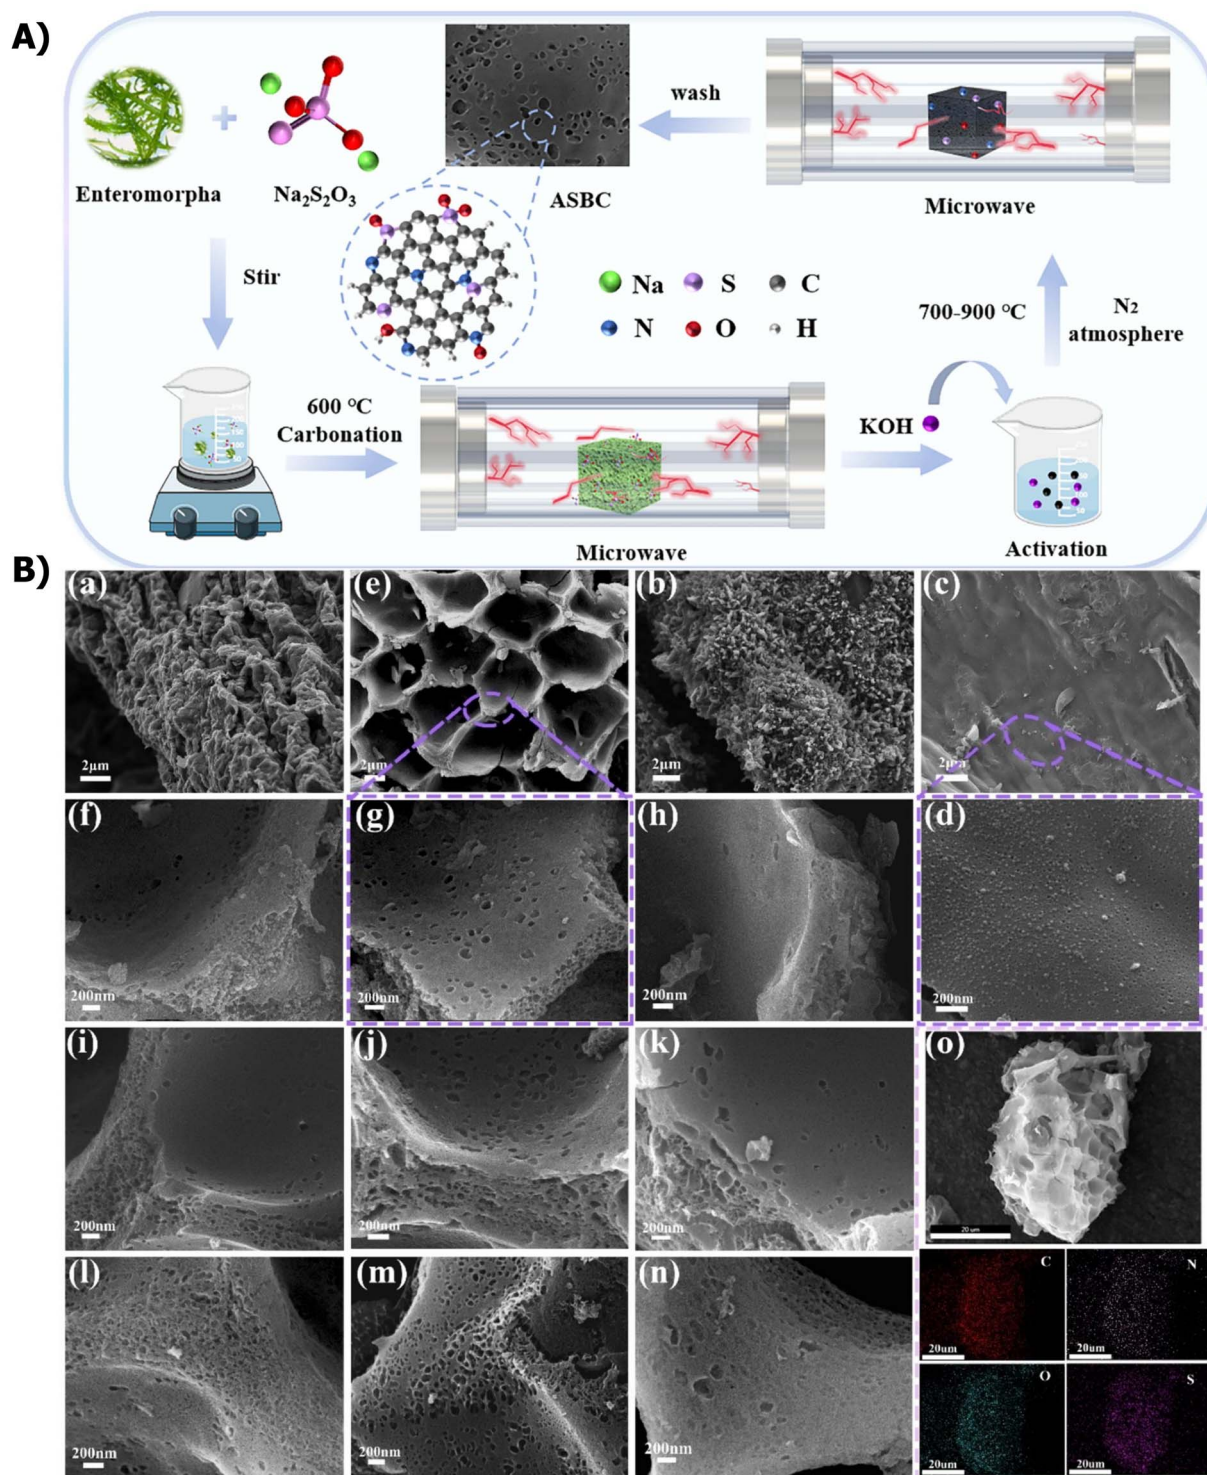 A)
Enteromorpha
+
Na₂S₂O₃
ASBC
wash
Microwave
Stir
Na S C
N O H
700-900 °C
N₂
atmosphere
600 °C
Carbonation
Microwave
KOH
Activation
B)
(a)
2μm
(e)
2μm
(b)
2μm
(c)
2μm
(f)
200nm
(g)
200nm
(h)
200nm
(d)
200nm
(i)
200nm
(j)
200nm
(k)
200nm
(o)
20 um
(l)
200nm
(m)
200nm
(n)
200nm
C
20um
N
20um
O
20um
S
20um